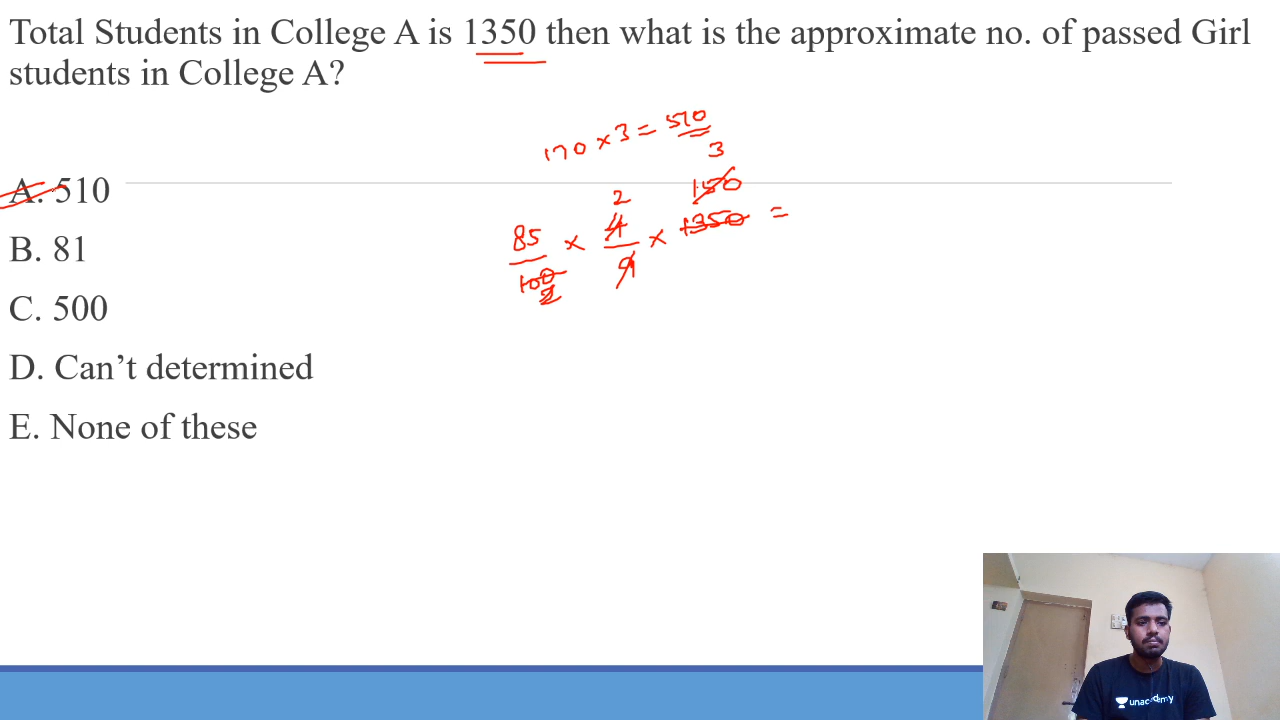 Total Students in College A is 1350 then what is the approximate no. of passed Girl
students in College A?
170 × 3 = 510
A. 510
3
2 150
85 × 4 × 1350 =
100 9
2
B. 81
C. 500
D. Can’t determined
E. None of these
unacademy